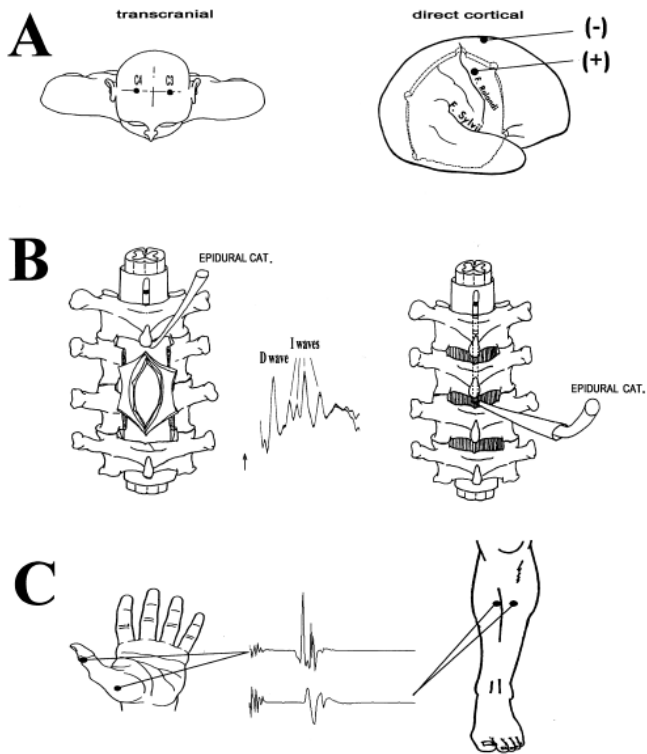 A
transcranial
C4
C3
direct cortical
(-)
(+)
F. Rolandi
F. Sylvii
B
EPIDURAL CAT.
D wave
I waves
EPIDURAL CAT.
C